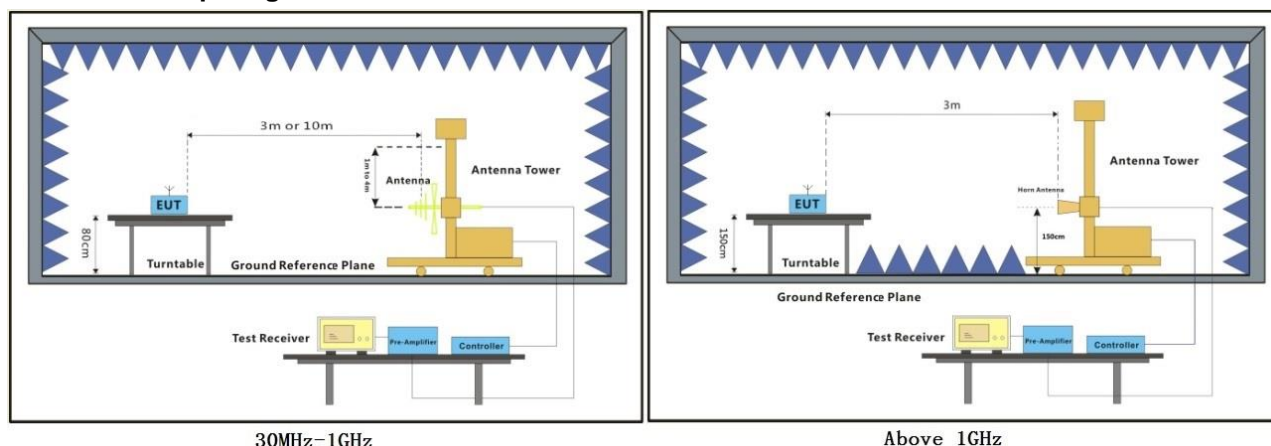 3m or 10m
1m to 4m
Antenna
Antenna Tower
EUT
80cm
Turntable
Ground Reference Plane
Test Receiver
Pre-Amplifier
Controller
30MHz-1GHz
3m
Antenna Tower
Horn Antenna
EUT
150cm
150cm
Turntable
Ground Reference Plane
Test Receiver
Pre-Amplifier
Controller
Above 1GHz